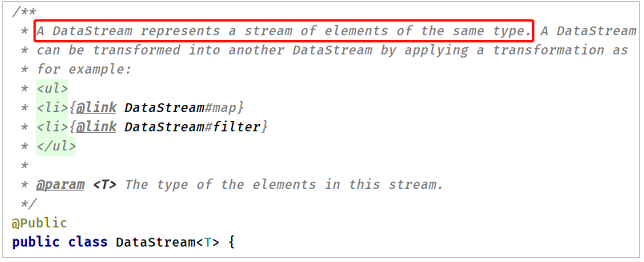 /**
 * A DataStream represents a stream of elements of the same type. A DataStream
 * can be transformed into another DataStream by applying a transformation as
 * for example:
 * <ul>
 * <li>{@link DataStream#map}
 * <li>{@link DataStream#filter}
 * </ul>
 *
 * @param <T> The type of the elements in this stream.
 */
@Public
public class DataStream<T> {